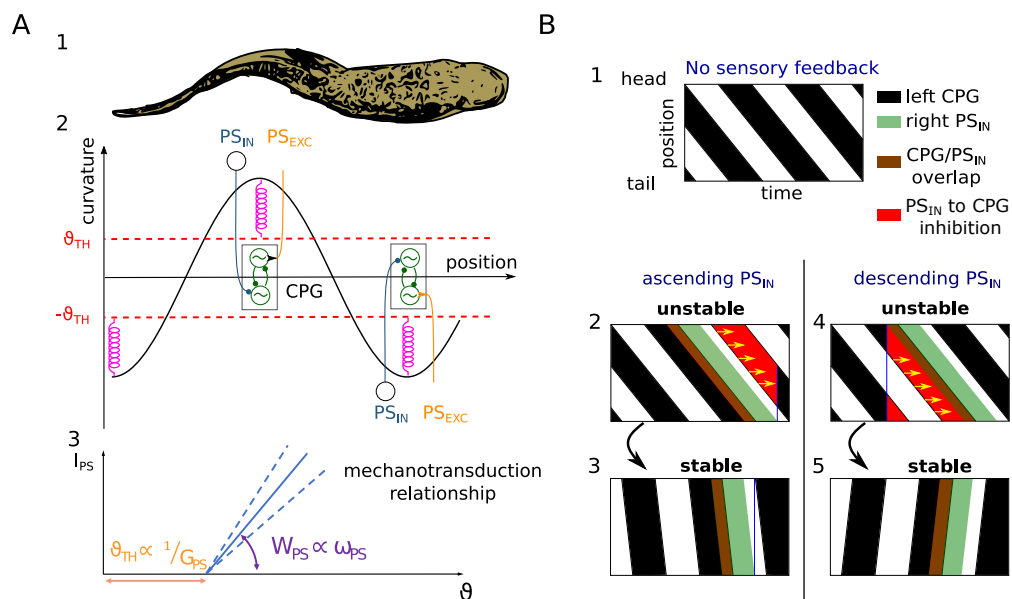 A
1
2
PS_IN
PS_EXC
curvature
ϑ_TH
position
CPG
-ϑ_TH
PS_IN
PS_EXC
3
I_PS
mechanotransduction
relationship
ϑ_TH ∝ 1/G_PS
W_PS ∝ ω_PS
ϑ
B
1
No sensory feedback
head
position
tail
time
left CPG
right PS_IN
CPG/PS_IN
overlap
PS_IN to CPG
inhibition
ascending PS_IN
descending PS_IN
unstable
unstable
2
4
stable
stable
3
5